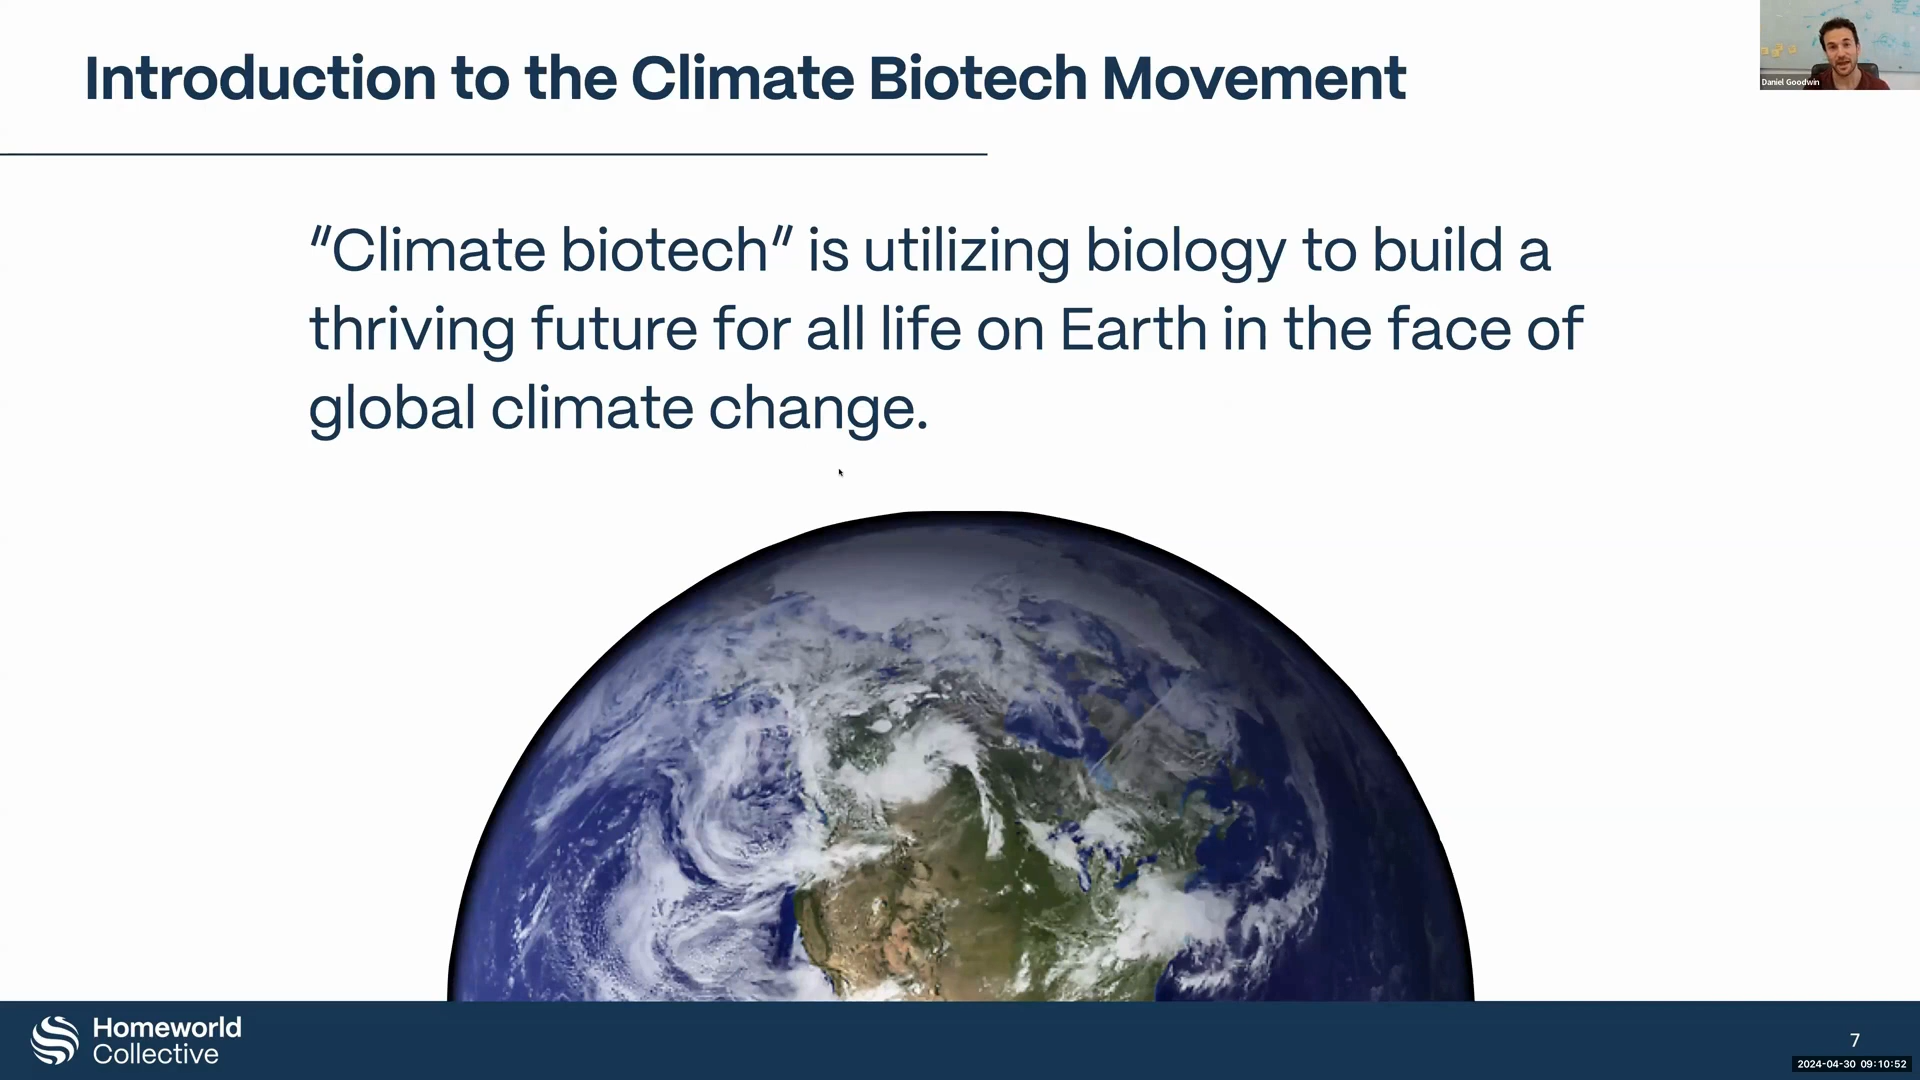 Introduction to the Climate Biotech Movement
Daniel Goodwin
"Climate biotech" is utilizing biology to build a
thriving future for all life on Earth in the face of
global climate change.
Homeworld
Collective
7
2024-04-30 09:10:52